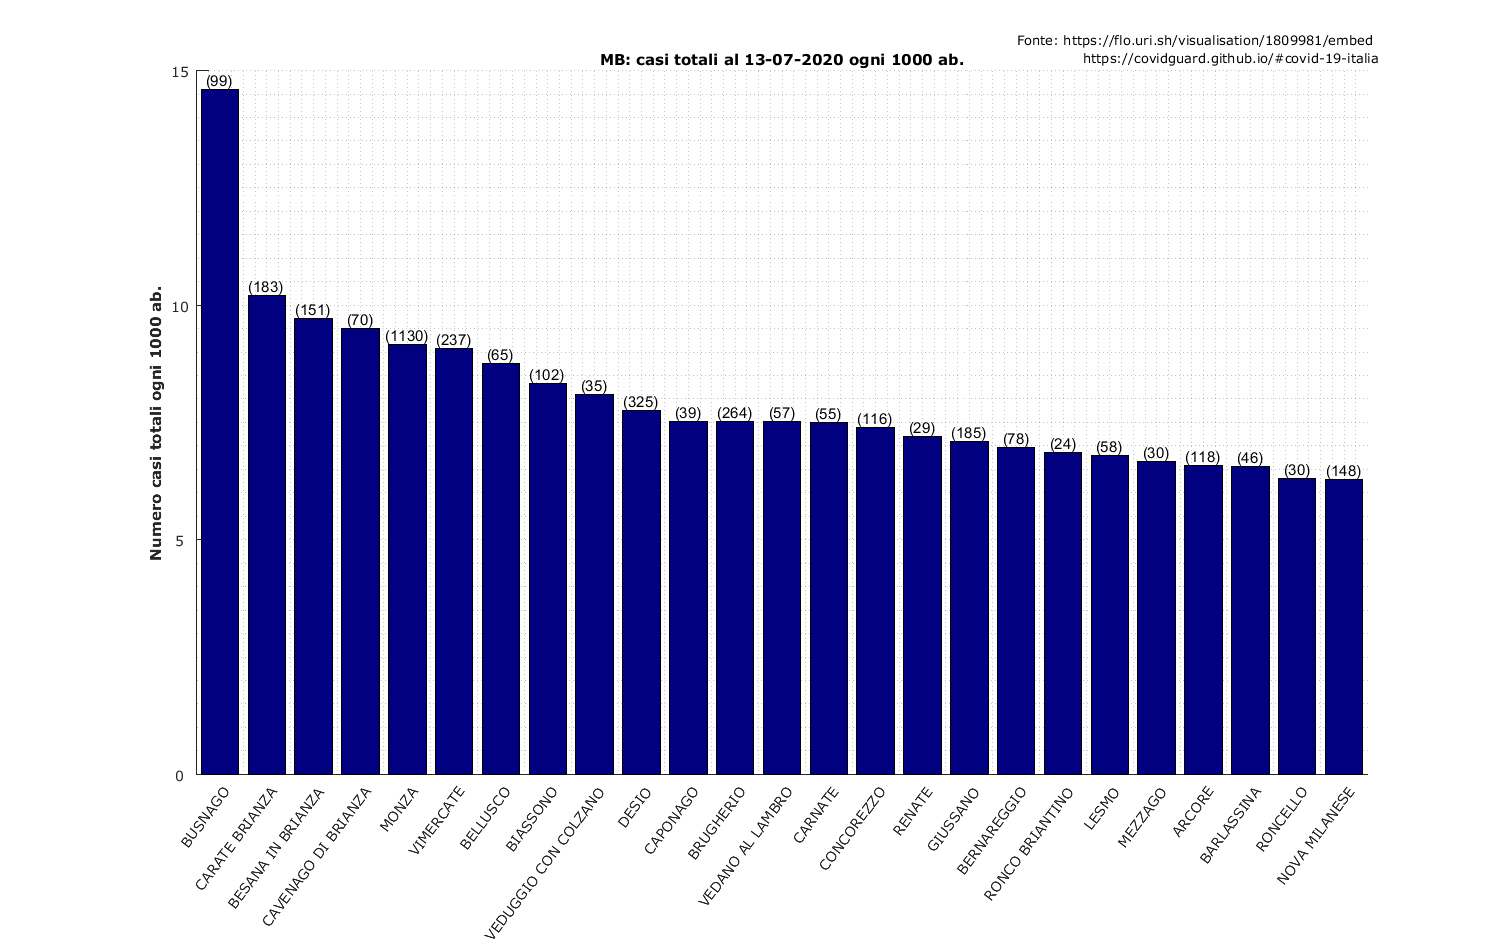 Fonte: https://flo.uri.sh/visualisation/1809981/embed
https://covidguard.github.io/#covid-19-italia
MB: casi totali al 13-07-2020 ogni 1000 ab.
Numero casi totali ogni 1000 ab.
15
10
5
0
(99)
(183)
(151)
(70)
(1130)
(237)
(65)
(102)
(35)
(325)
(39)
(264)
(57)
(55)
(116)
(29)
(185)
(78)
(24)
(58)
(30)
(118)
(46)
(30)
(148)
BUSNAGO
CARATE BRIANZA
BESANA IN BRIANZA
CAVENAGO DI BRIANZA
MONZA
VIMERCATE
BELLUSCO
BIASSONO
VEDUGGIO CON COLZANO
DESIO
CAPONAGO
BRUGHERIO
VEDANO AL LAMBRO
CARNATE
CONCOREZZO
RENATE
GIUSSANO
BERNAREGGIO
RONCO BRIANTINO
LESMO
MEZZAGO
ARCORE
BARLASSINA
RONCELLO
NOVA MILANESE